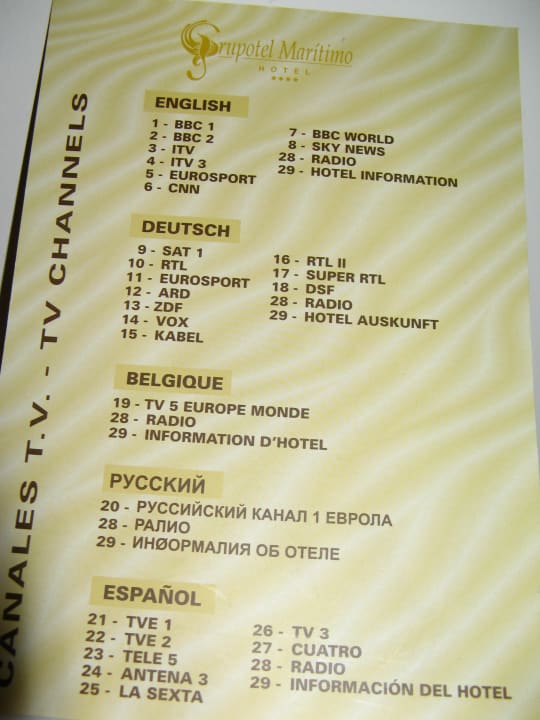 Grupotel Marítimo
HOTEL
CANALES T.V. - TV CHANNELS
ENGLISH
1 - BBC 1
2 - BBC 2
3 - ITV
4 - ITV 3
5 - EUROSPORT
6 - CNN
7 - BBC WORLD
8 - SKY NEWS
28 - RADIO
29 - HOTEL INFORMATION
DEUTSCH
9 - SAT 1
10 - RTL
11 - EUROSPORT
12 - ARD
13 - ZDF
14 - VOX
15 - KABEL
16 - RTL II
17 - SUPER RTL
18 - DSF
28 - RADIO
29 - HOTEL AUSKUNFT
BELGIQUE
19 - TV 5 EUROPE MONDE
28 - RADIO
29 - INFORMATION D'HOTEL
РУССКИЙ
20 - РУССИЙСКИЙ КАНАЛ 1 ЕВРОЛА
28 - РАЛИО
29 - ИНØОРМАЛИЯ ОБ ОТЕЛЕ
ESPAÑOL
21 - TVE 1
22 - TVE 2
23 - TELE 5
24 - ANTENA 3
25 - LA SEXTA
26 - TV 3
27 - CUATRO
28 - RADIO
29 - INFORMACIÓN DEL HOTEL